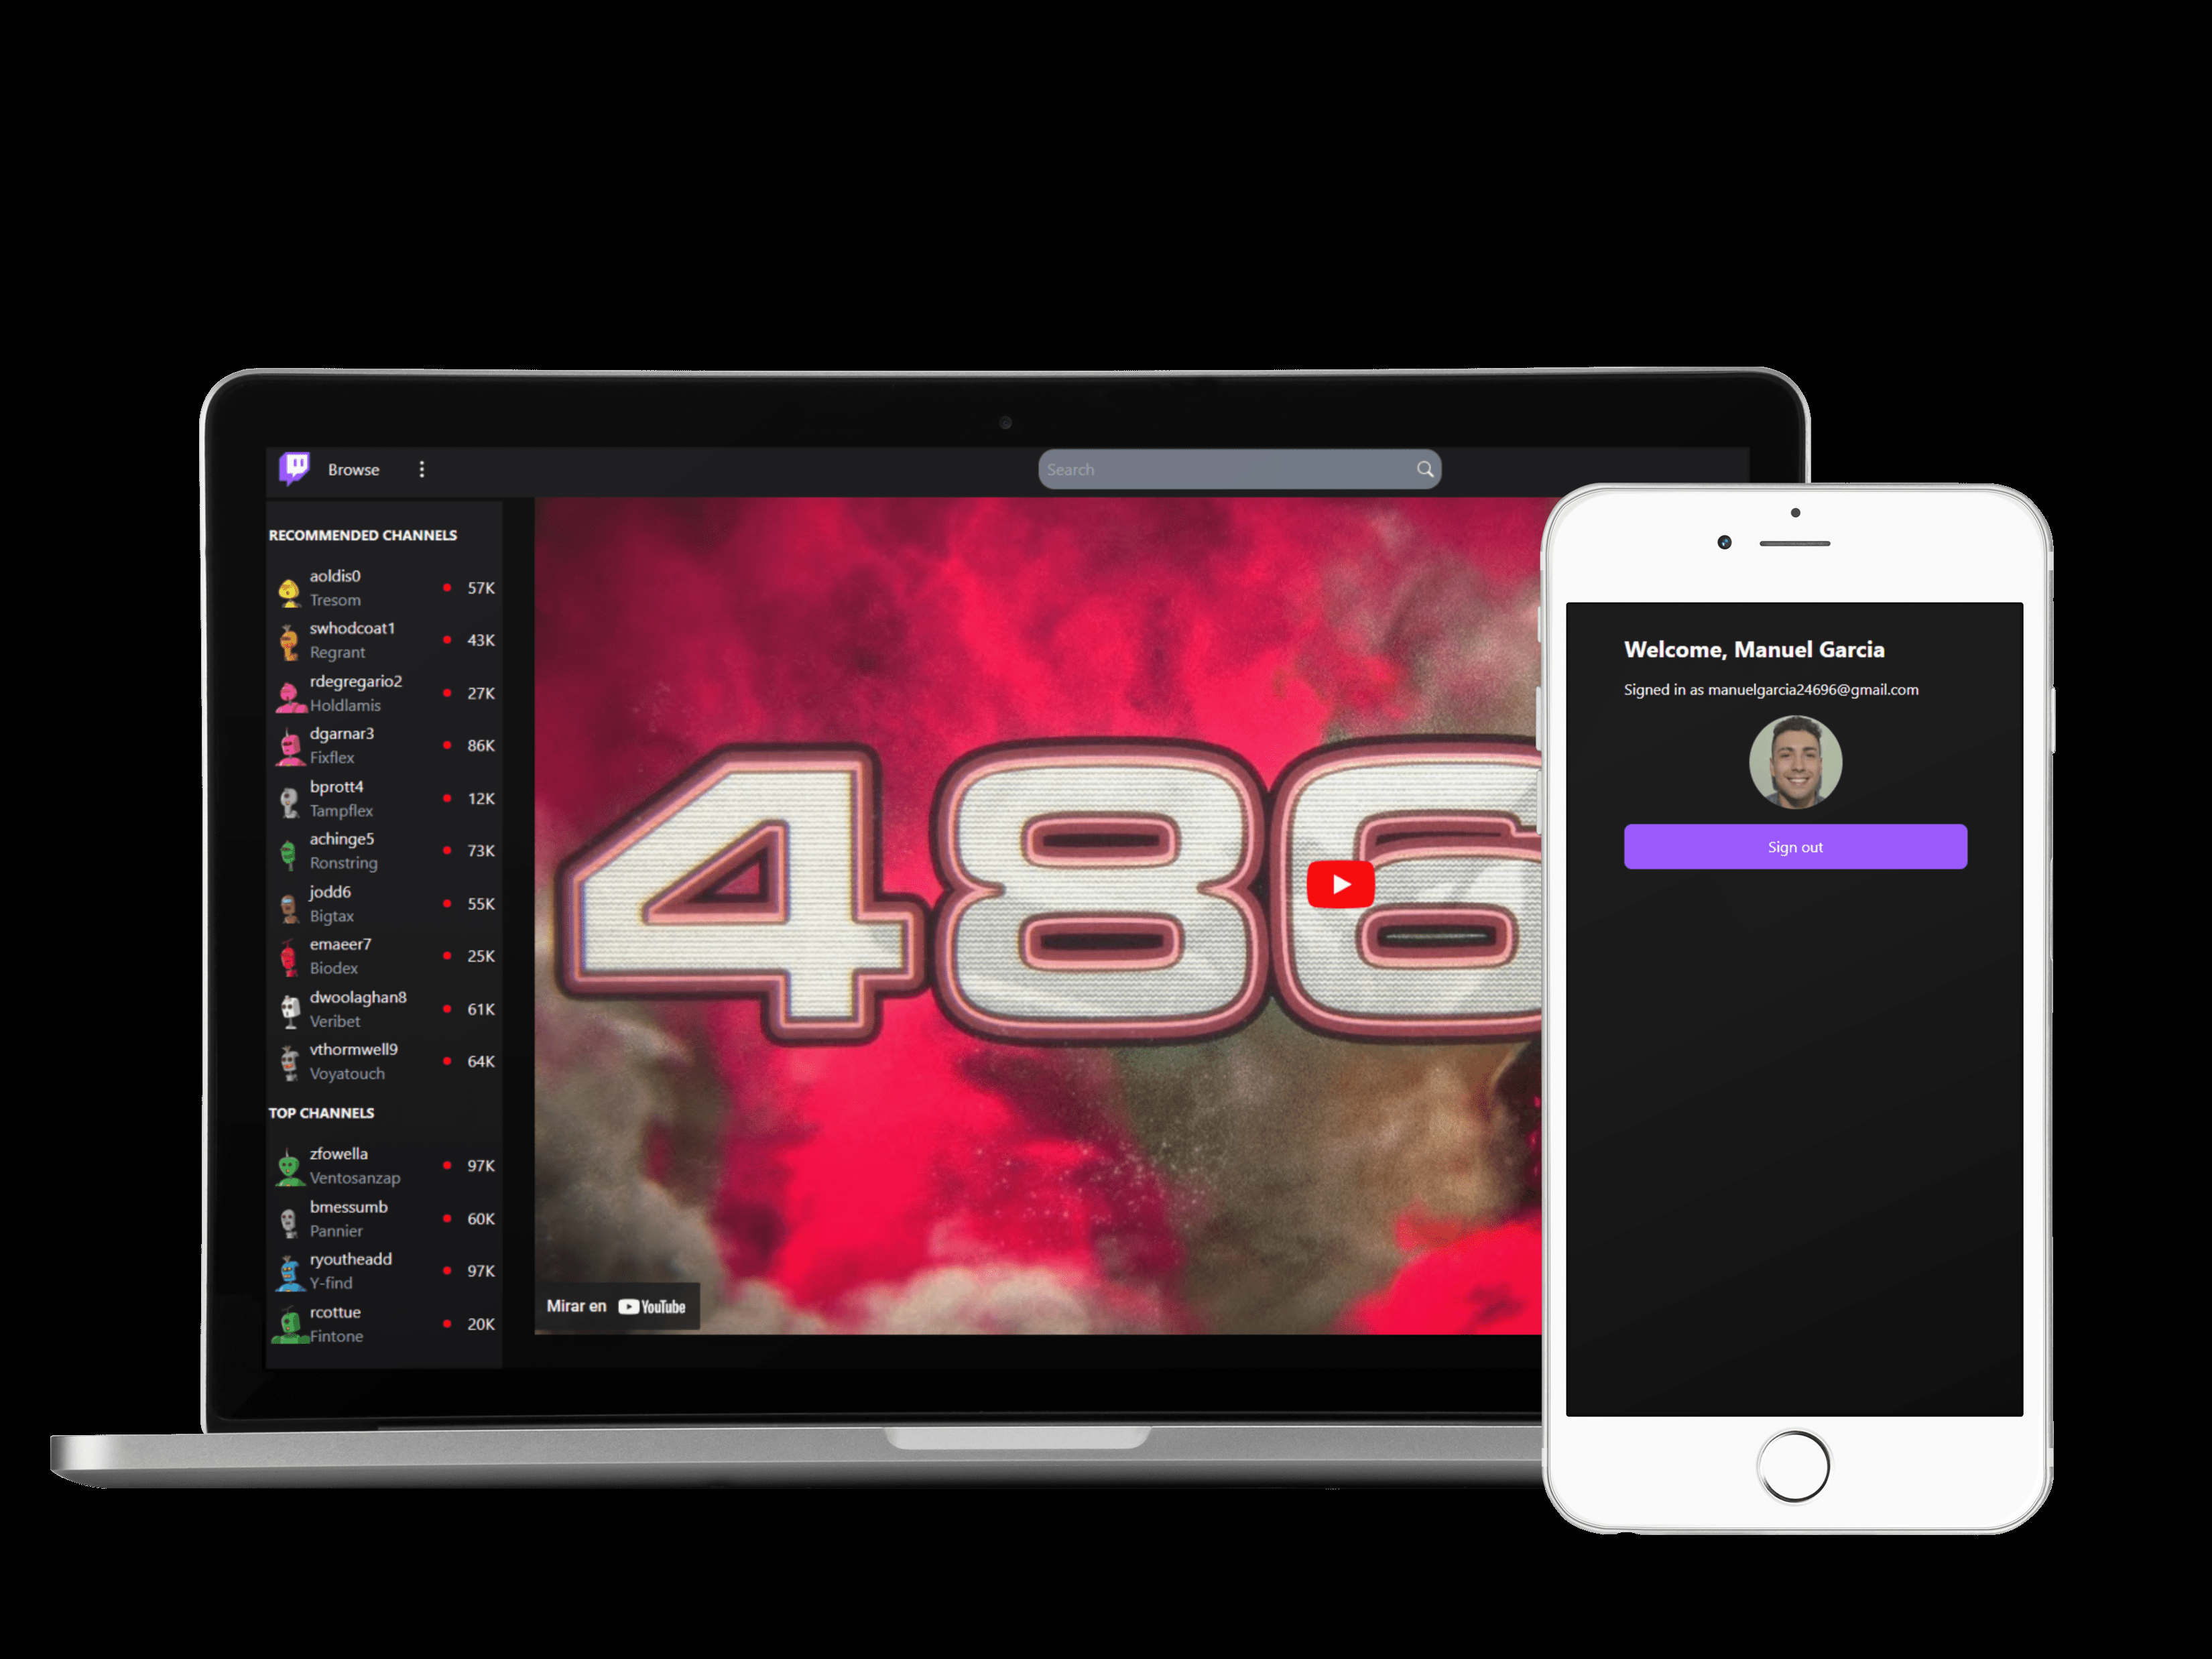 Browse
Search
RECOMMENDED CHANNELS
aoldis0
Tresom
57K
swhodcoat1
Regrant
43K
rdegregario2
Holdlamis
27K
dgarnar3
Fixflex
86K
bprott4
Tampflex
12K
achinge5
Ronstring
73K
jodd6
Bigtax
55K
emaeer7
Biodex
25K
dwoolaghan8
Veribet
61K
vthormwell9
Voyatouch
64K
TOP CHANNELS
zfowella
Ventosanzap
97K
bmessumb
Pannier
60K
ryoutheadd
Y-find
97K
rcottue
Fintone
20K
486
Mirar en YouTube
Welcome, Manuel Garcia
Signed in as manuelgarcia24696@gmail.com
Sign out